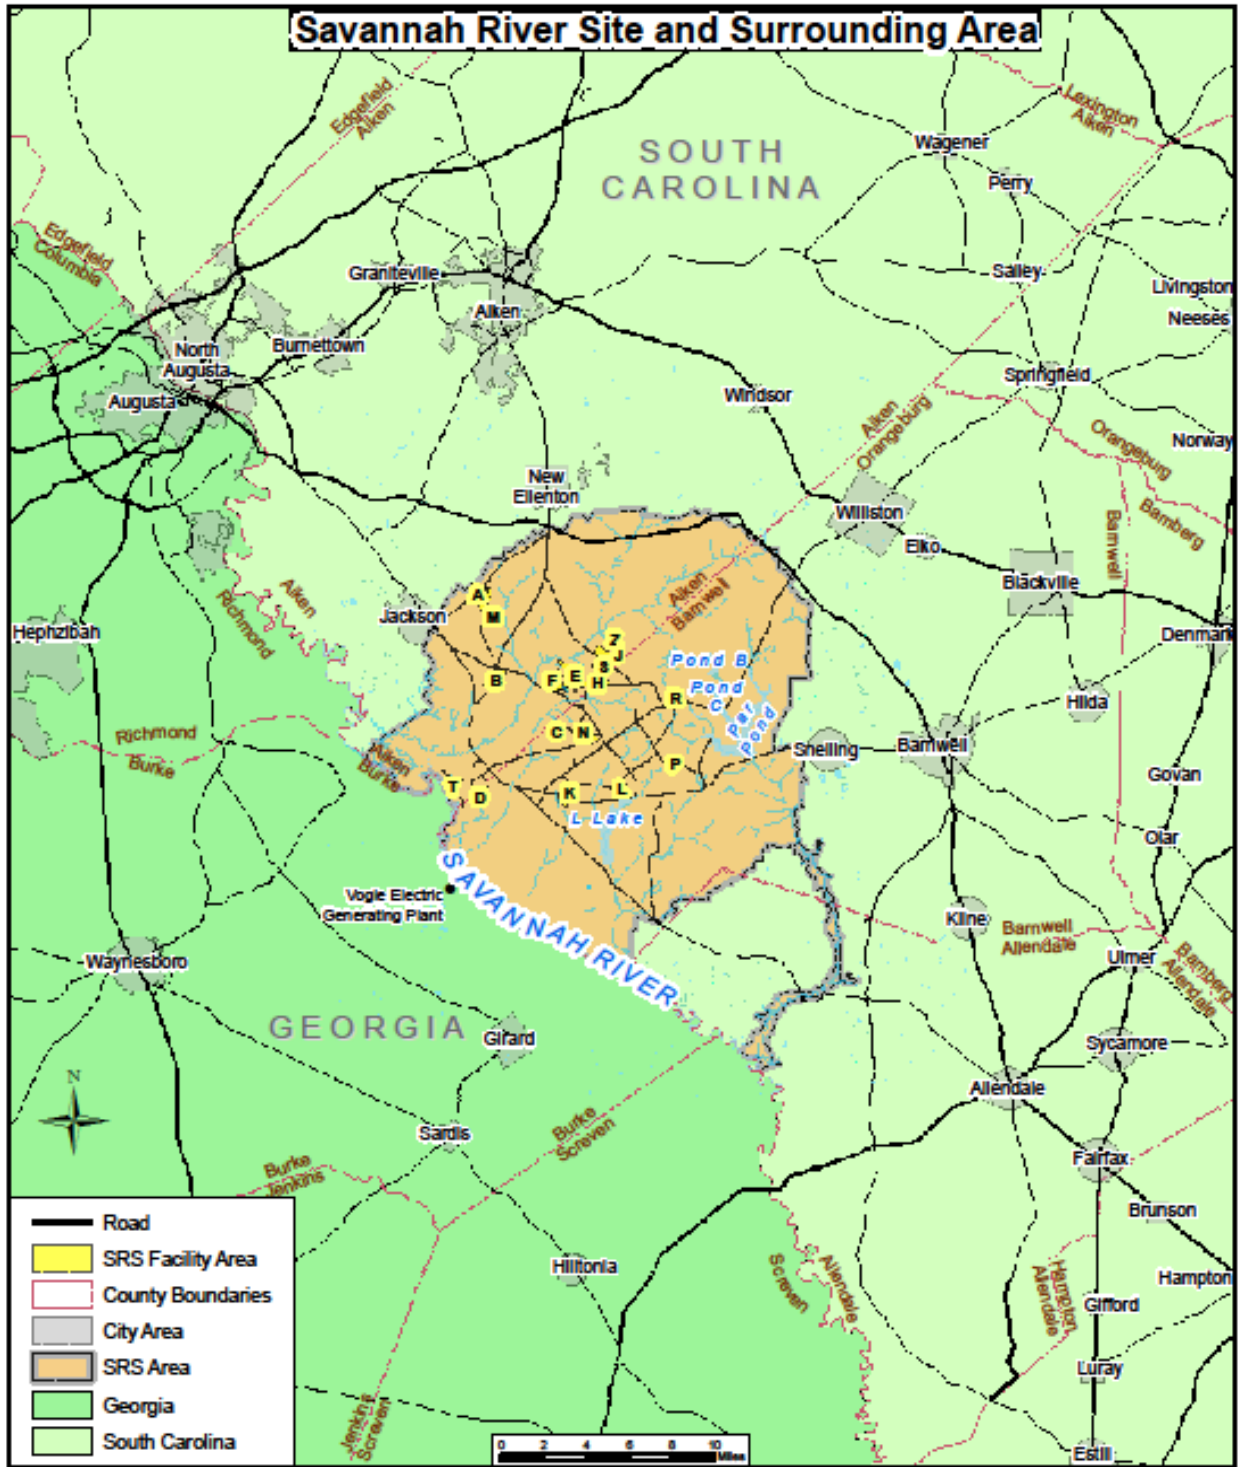 Savannah River Site and Surrounding Area
Edgefield
Aiken
Lexington
Aiken
SOUTH
CAROLINA
Wagener
Perry
Edgefield
Columbia
Graniteville
Salley
Livingston
Neeses
Aiken
North
Augusta
Burnettown
Augusta
Springfield
Windsor
Aiken
Orangeburg
Orangeburg
Bamberg
Norway
New
Ellenton
Williston
Elko
Barnwell
Blackville
Aiken
Richmond
Jackson
Hephzibah
Denmark
Aiken
Barnwell
A
M
Z
J
S
H
E
F
B
Pond B
Pond
C
Par
Pond
R
Hilda
C
N
Richmond
Burke
Aiken
Burke
Shelling
Barnwell
P
Govan
T
D
K
L
L Lake
Olar
SAVANNAH RIVER
Vogle Electric
Generating Plant
Kline
Barnwell
Allendale
Ulmer
Bamberg
Allendale
Waynesboro
GEORGIA
Girard
Sycamore
N
Allendale
Sardis
Burke
Screven
Fairfax
Burke
Jenkins
Brunson
Hilltonia
Hampton
Screven
Allendale
Hampton
Allendale
Gifford
Luray
Jenkins
Screven
Estill
Road
SRS Facility Area
County Boundaries
City Area
SRS Area
Georgia
South Carolina
0 2 4 6 8 10
Miles